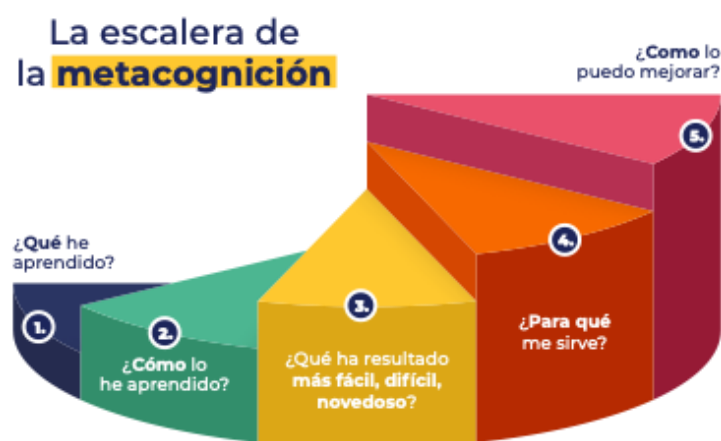 La escalera de
la metacognición
¿Como lo
puedo mejorar?
5.
4.
¿Qué he
aprendido?
1.
2.
3.
¿Para qué
me sirve?
¿Cómo lo
he aprendido?
¿Qué ha resultado
más fácil, difícil,
novedoso?